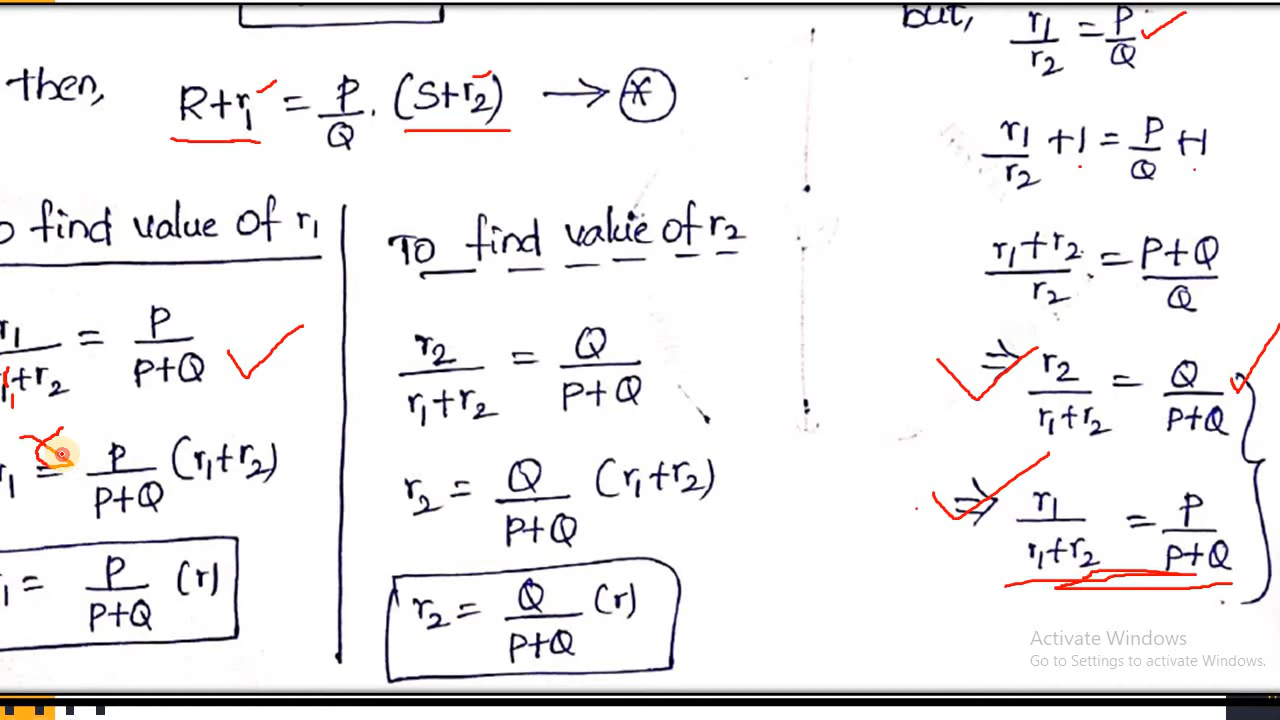 then, R+r₁ = P/Q · (S+r₂) → ⊛
to find value of r₁
r₁/(r₁+r₂) = P/(P+Q)
r₁ = P/(P+Q) (r₁+r₂)
r₁ = P/(P+Q) (r)
To find value of r₂
r₂/(r₁+r₂) = Q/(P+Q)
r₂ = Q/(P+Q) (r₁+r₂)
r₂ = Q/(P+Q) (r)
but, r₁/r₂ = P/Q
r₁/r₂ + 1 = P/Q + 1
(r₁+r₂)/r₂ = (P+Q)/Q
⇒ r₂/(r₁+r₂) = Q/(P+Q)
⇒ r₁/(r₁+r₂) = P/(P+Q)
Activate Windows
Go to Settings to activate Windows.